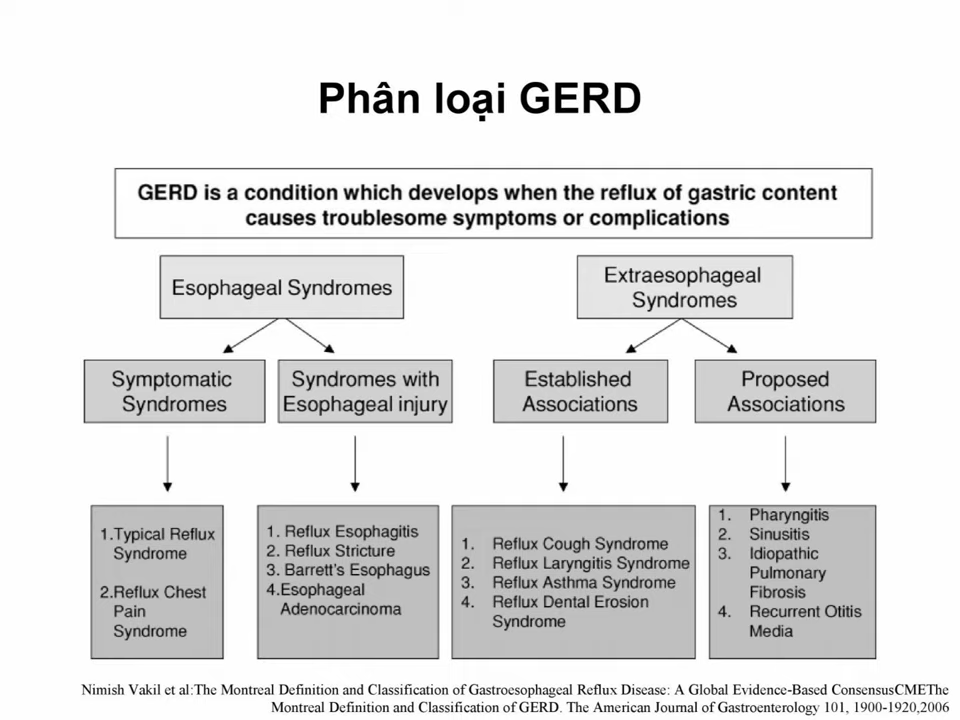 Phân loại GERD
GERD is a condition which develops when the reflux of gastric content
causes troublesome symptoms or complications
Esophageal Syndromes
Extraesophageal
Syndromes
Symptomatic
Syndromes
Syndromes with
Esophageal injury
Established
Associations
Proposed
Associations
1.Typical Reflux
Syndrome
2.Reflux Chest
Pain
Syndrome
1. Reflux Esophagitis
2. Reflux Stricture
3. Barrett's Esophagus
4.Esophageal
Adenocarcinoma
1. Reflux Cough Syndrome
2. Reflux Laryngitis Syndrome
3. Reflux Asthma Syndrome
4. Reflux Dental Erosion
Syndrome
1. Pharyngitis
2. Sinusitis
3. Idiopathic
Pulmonary
Fibrosis
4. Recurrent Otitis
Media
Nimish Vakil et al:The Montreal Definition and Classification of Gastroesophageal Reflux Disease: A Global Evidence-Based ConsensusCMEThe
Montreal Definition and Classification of GERD. The American Journal of Gastroenterology 101, 1900-1920,2006